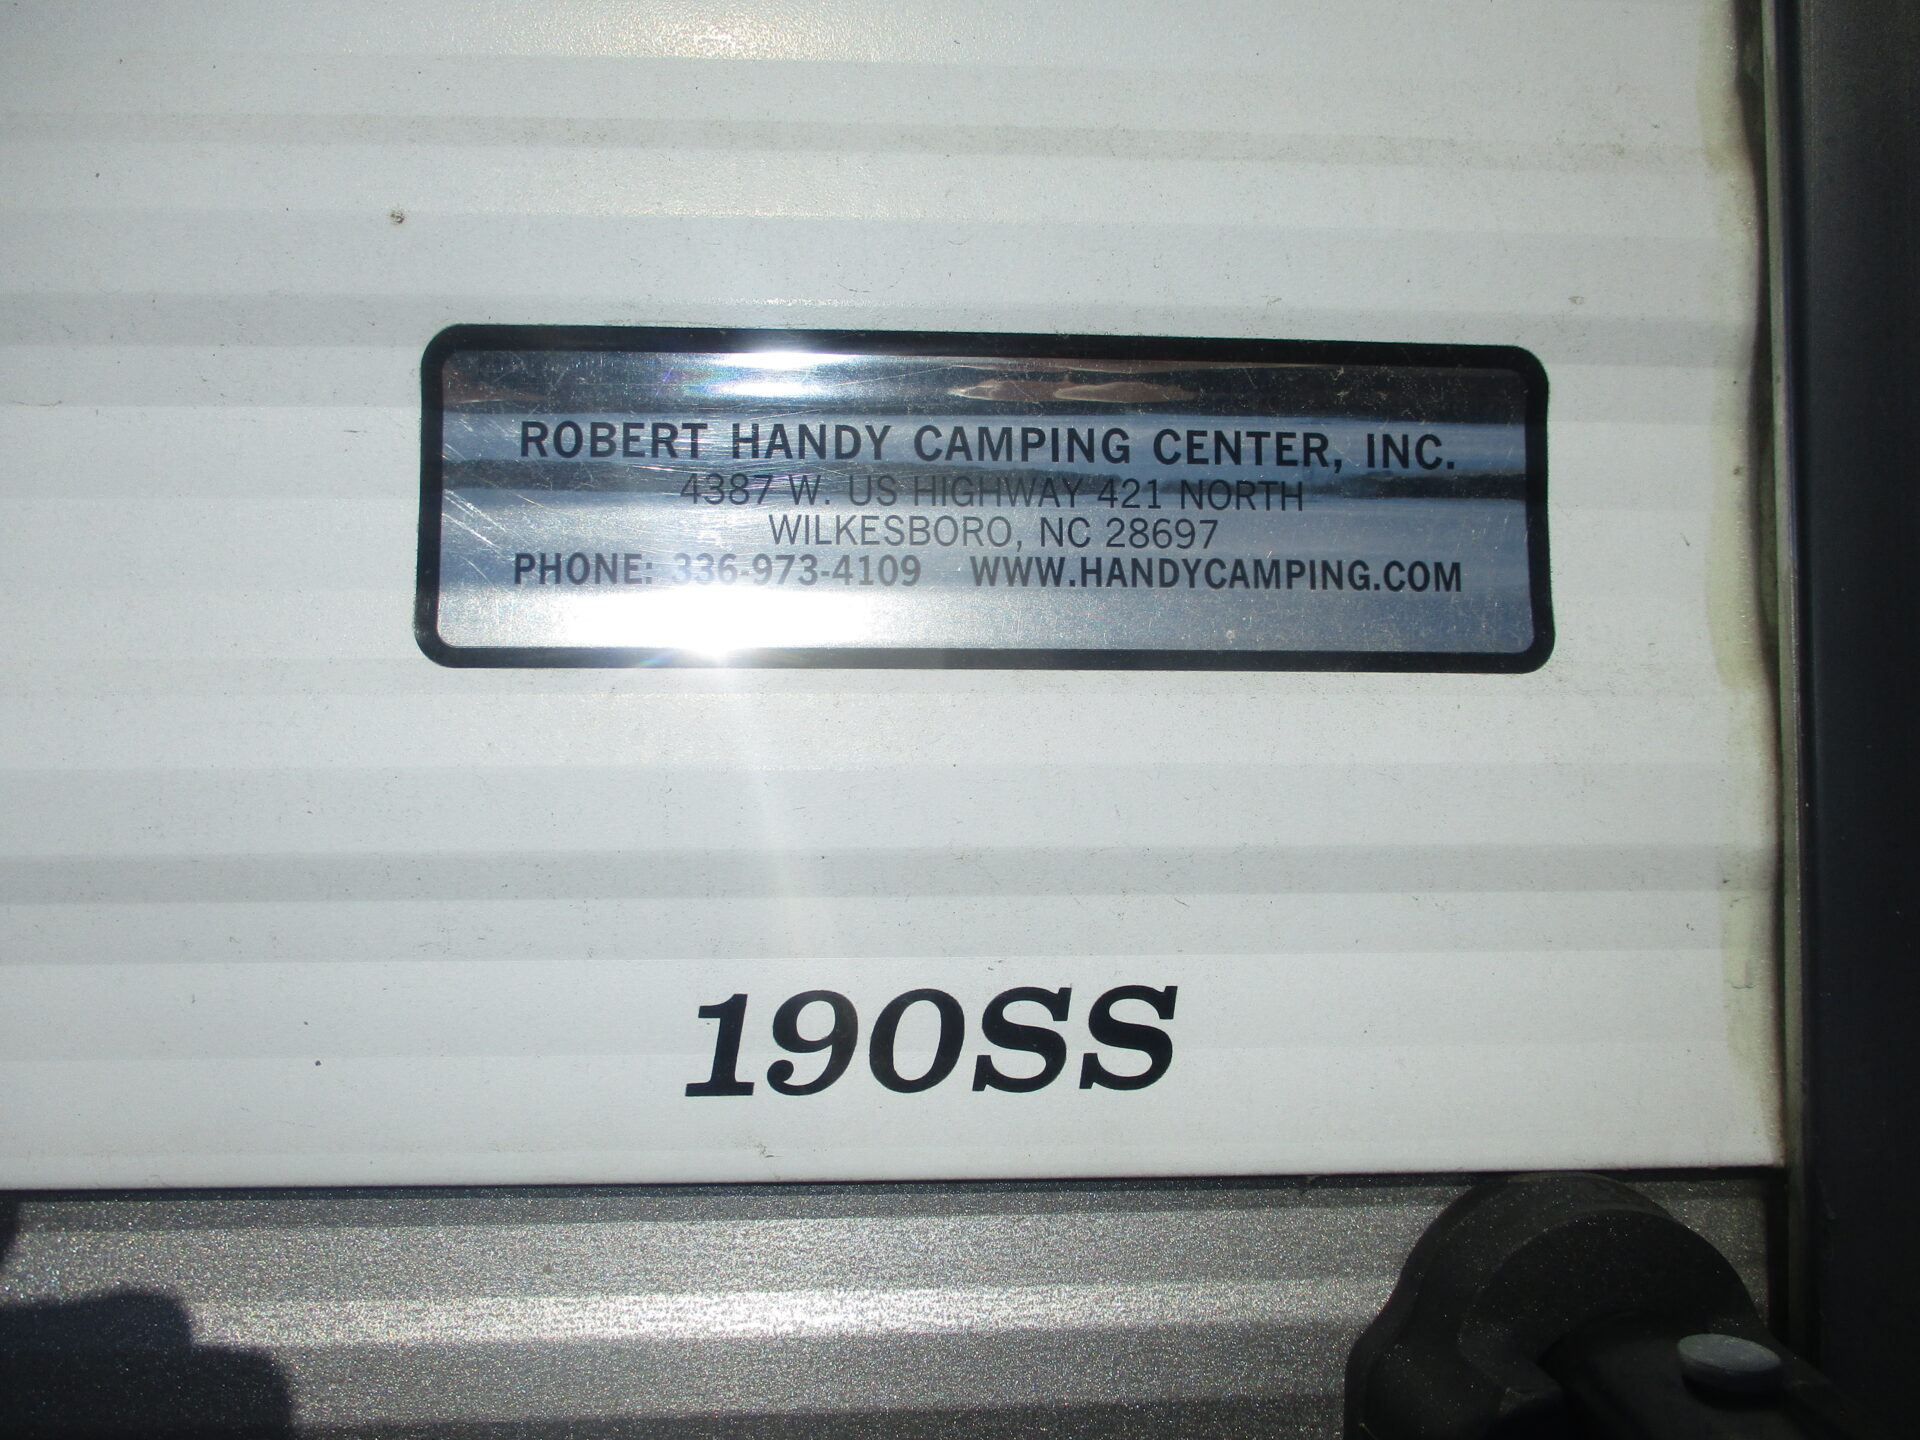 ROBERT HANDY CAMPING CENTER, INC.
4387 W. US HIGHWAY 421 NORTH
WILKESBORO, NC 28697
PHONE: 336-973-4109 WWW.HANDYCAMPING.COM
190SS